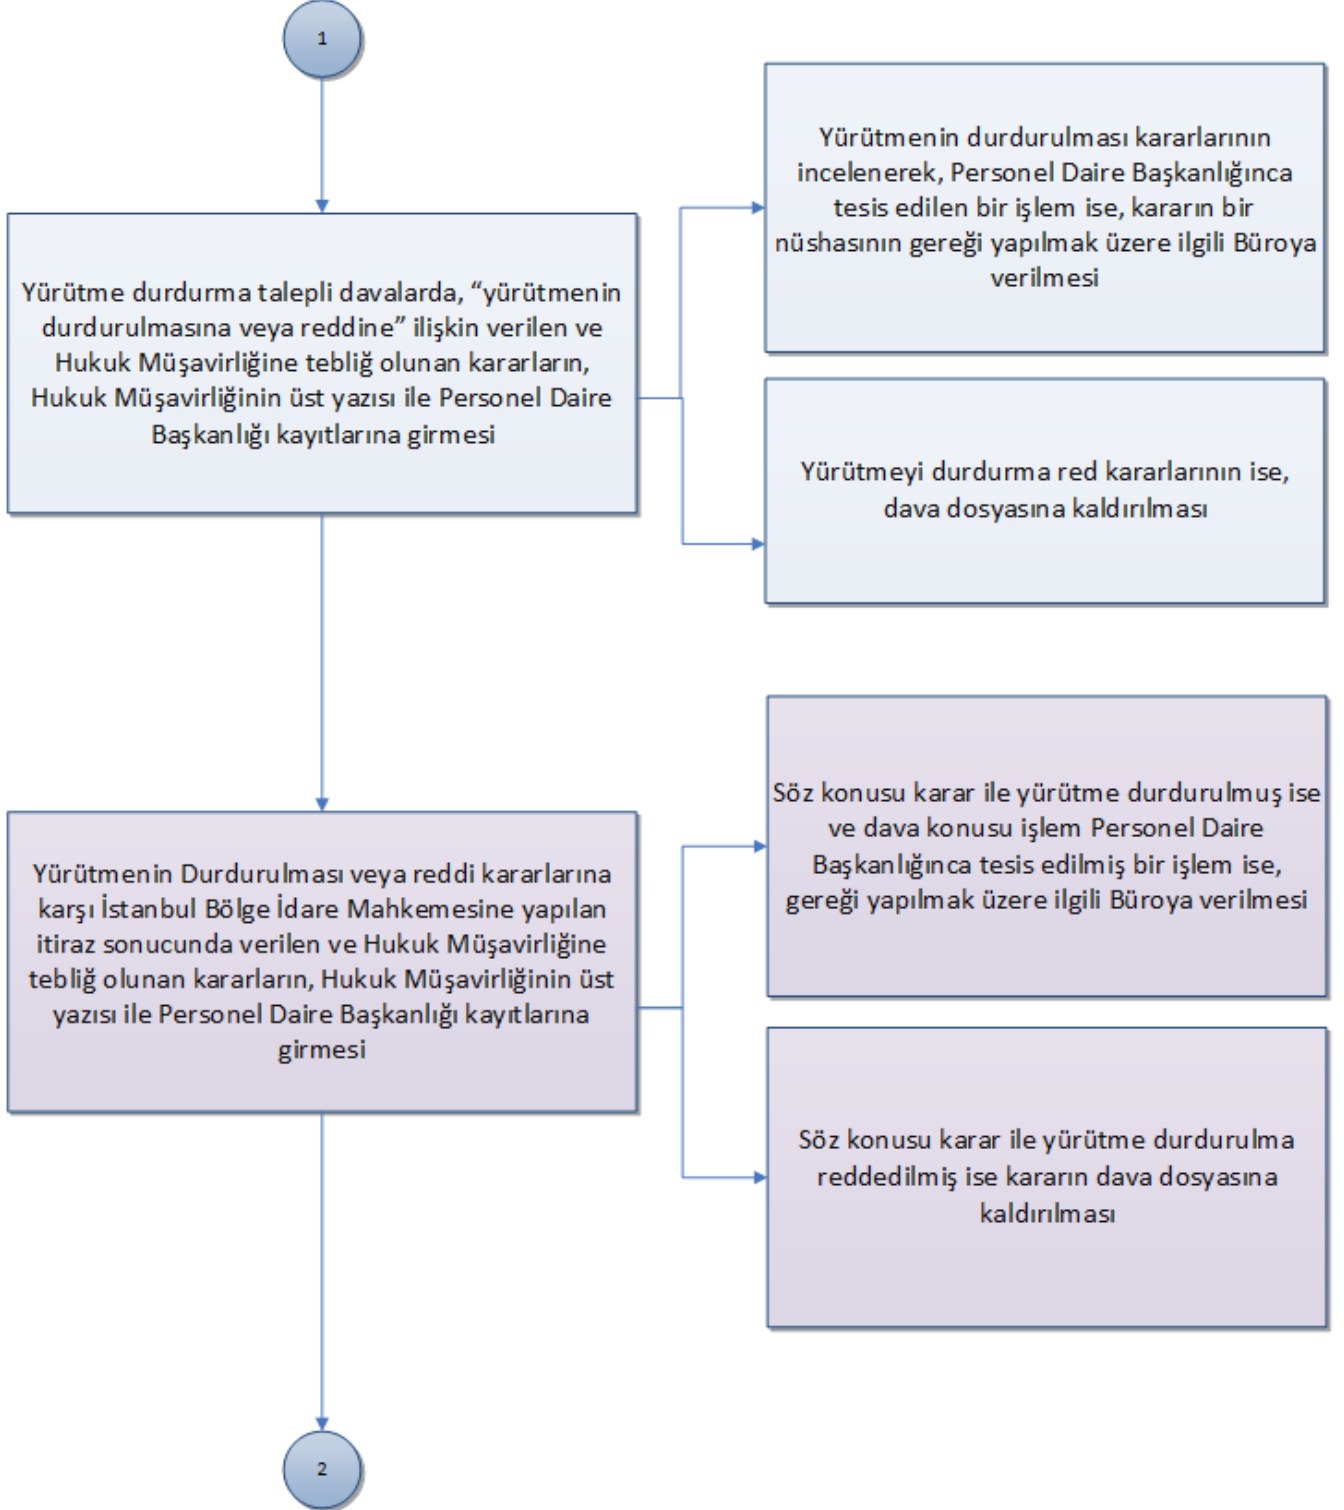 1
Yürütmenin durdurulması kararlarının
incelenerek, Personel Daire Başkanlığınca
tesis edilen bir işlem ise, kararın bir
nüshasının gereği yapılmak üzere ilgili Büroya
verilmesi
Yürütme durdurma talepli davalarda, “yürütmenin
durdurulmasına veya reddine” ilişkin verilen ve
Hukuk Müşavirliğine tebliğ olunan kararların,
Hukuk Müşavirliğinin üst yazısı ile Personel Daire
Başkanlığı kayıtlarına girmesi
Yürütmeyi durdurma red kararlarının ise,
dava dosyasına kaldırılması
Söz konusu karar ile yürütme durdurulmuş ise
ve dava konusu işlem Personel Daire
Başkanlığınca tesis edilmiş bir işlem ise,
gereği yapılmak üzere ilgili Büroya verilmesi
Yürütmenin Durdurulması veya reddi kararlarına
karşı İstanbul Bölge İdare Mahkemesine yapılan
itiraz sonucunda verilen ve Hukuk Müşavirliğine
tebliğ olunan kararların, Hukuk Müşavirliğinin üst
yazısı ile Personel Daire Başkanlığı kayıtlarına
girmesi
Söz konusu karar ile yürütme durdurulma
reddedilmiş ise kararın dava dosyasına
kaldırılması
2